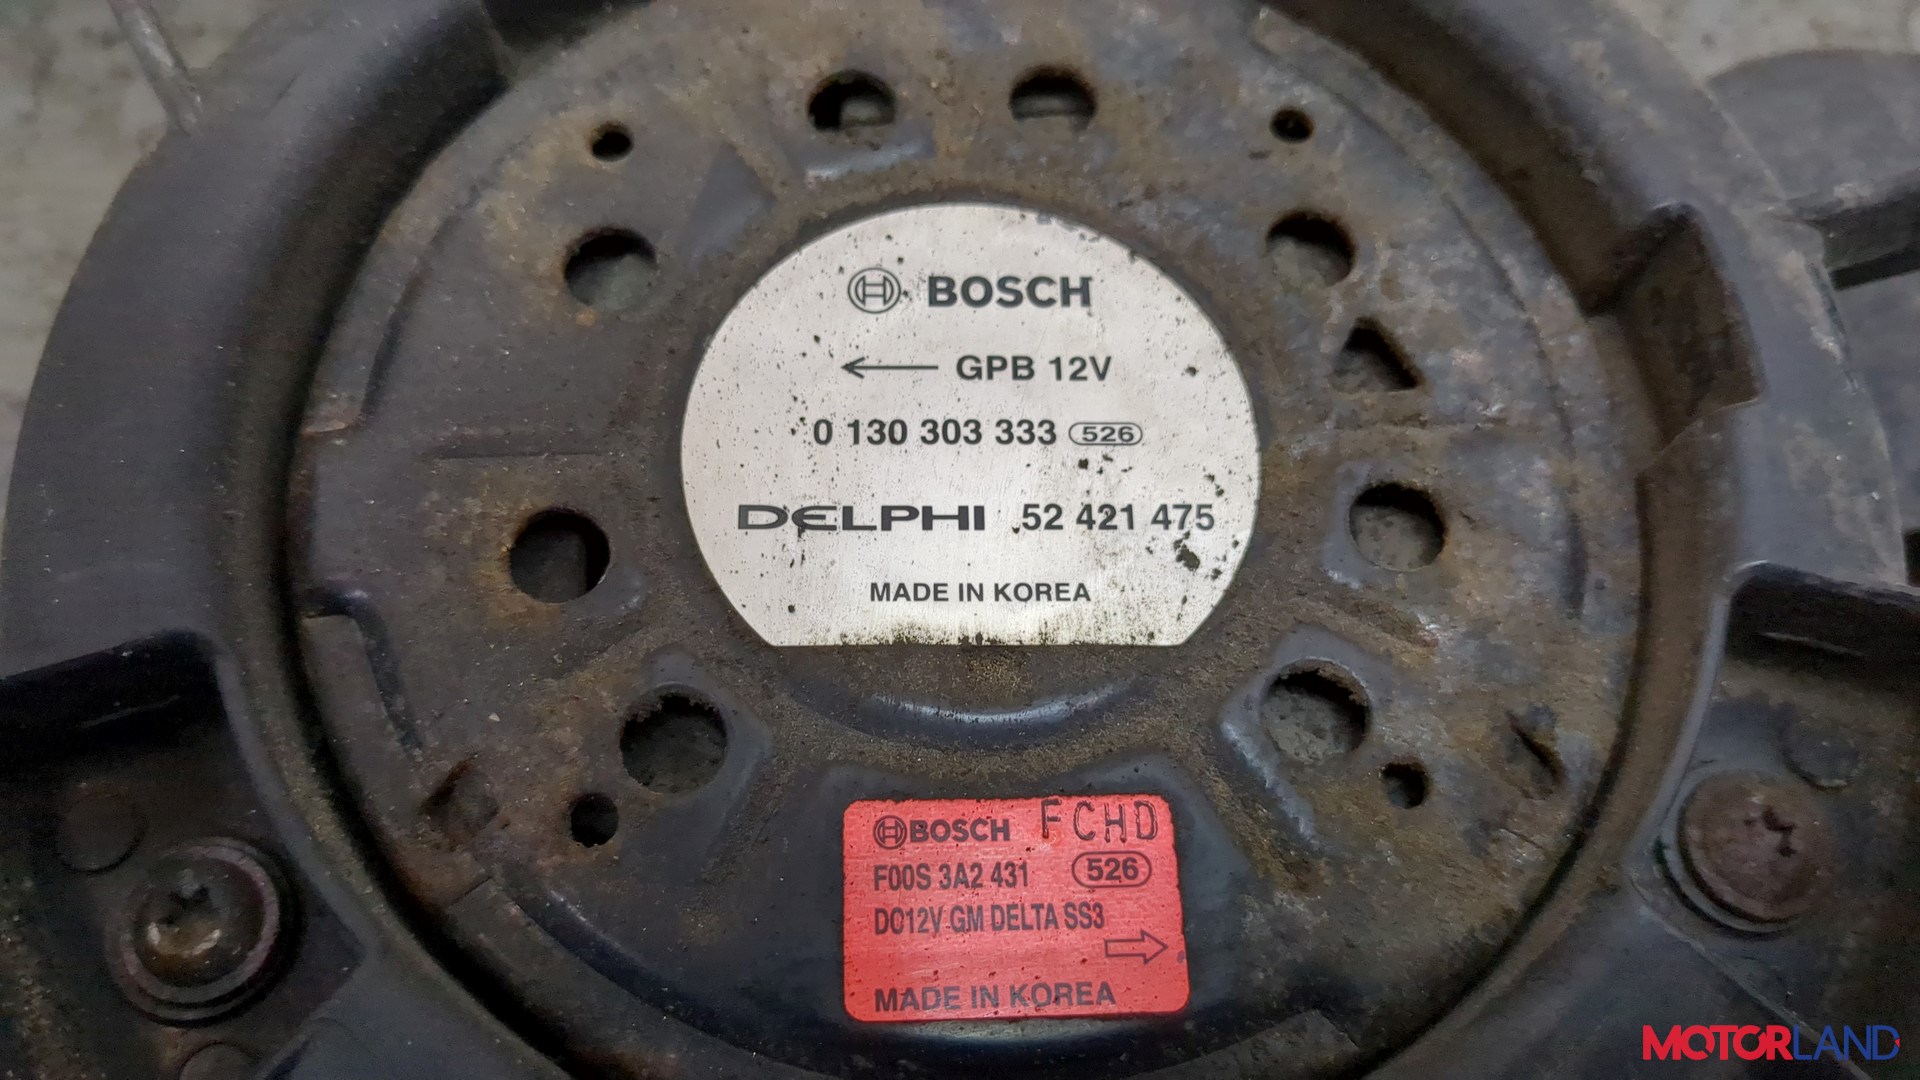 BOSCH
GPB 12V
0 130 303 333 526
DELPHI 52 421 475
MADE IN KOREA
BOSCH FCHD
F00S 3A2 431 526
DC12V GM DELTA SS3
MADE IN KOREA
MOTORLAND